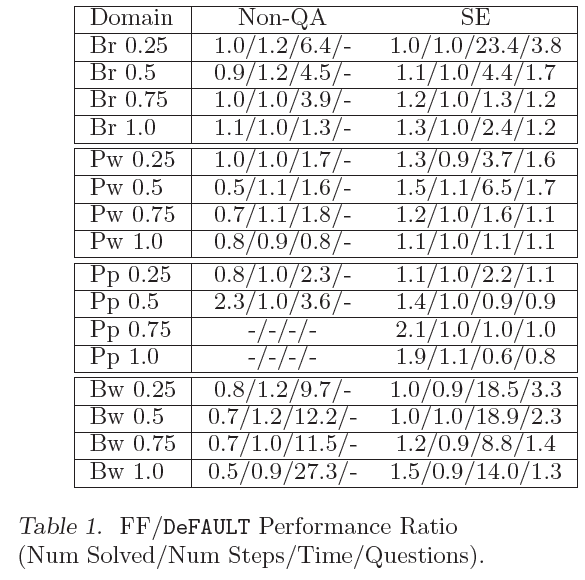 Domain Non-QA SE
Br 0.25 1.0/1.2/6.4/- 1.0/1.0/23.4/3.8
Br 0.5 0.9/1.2/4.5/- 1.1/1.0/4.4/1.7
Br 0.75 1.0/1.0/3.9/- 1.2/1.0/1.3/1.2
Br 1.0 1.1/1.0/1.3/- 1.3/1.0/2.4/1.2
Pw 0.25 1.0/1.0/1.7/- 1.3/0.9/3.7/1.6
Pw 0.5 0.5/1.1/1.6/- 1.5/1.1/6.5/1.7
Pw 0.75 0.7/1.1/1.8/- 1.2/1.0/1.6/1.1
Pw 1.0 0.8/0.9/0.8/- 1.1/1.0/1.1/1.1
Pp 0.25 0.8/1.0/2.3/- 1.1/1.0/2.2/1.1
Pp 0.5 2.3/1.0/3.6/- 1.4/1.0/0.9/0.9
Pp 0.75 -/-/-/- 2.1/1.0/1.0/1.0
Pp 1.0 -/-/-/- 1.9/1.1/0.6/0.8
Bw 0.25 0.8/1.2/9.7/- 1.0/0.9/18.5/3.3
Bw 0.5 0.7/1.2/12.2/- 1.0/1.0/18.9/2.3
Bw 0.75 0.7/1.0/11.5/- 1.2/0.9/8.8/1.4
Bw 1.0 0.5/0.9/27.3/- 1.5/0.9/14.0/1.3
Table 1. FF/DeFAULT Performance Ratio
(Num Solved/Num Steps/Time/Questions).